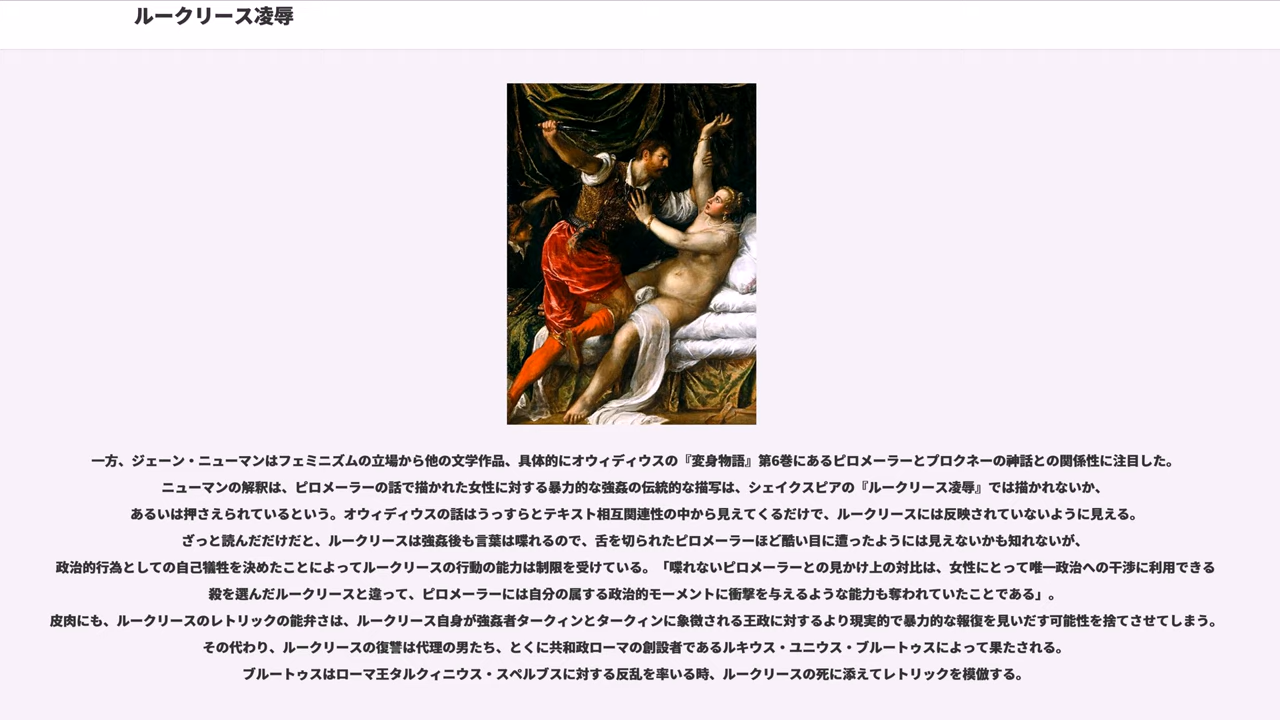 ルークリース凌辱
一方、ジェーン・ニューマンはフェミニズムの立場から他の文学作品、具体的にオウィディウスの『変身物語』第6巻にあるピロメーラーとプロクネーの神話との関係性に注目した。
ニューマンの解釈は、ピロメーラーの話で描かれた女性に対する暴力的な強姦の伝統的な描写は、シェイクスピアの『ルークリース凌辱』では描かれないか、
あるいは押さえられているという。オウィディウスの話はうっすらとテキスト相互関連性の中から見えてくるだけで、ルークリースには反映されていないように見える。
ざっと読んだだけだと、ルークリースは強姦後も言葉は喋れるので、舌を切られたピロメーラーほど酷い目に遭ったようには見えないかも知れないが、
政治的行為としての自己犠牲を決めたことによってルークリースの行動の能力は制限を受けている。「喋れないピロメーラーとの見かけ上の対比は、女性にとって唯一政治への干渉に利用できる
殺を選んだルークリースと違って、ピロメーラーには自分の属する政治的モーメントに衝撃を与えるような能力も奪われていたことである」。
皮肉にも、ルークリースのレトリックの能弁さは、ルークリース自身が強姦者タークィンとタークィンに象徴される王政に対するより現実的で暴力的な報復を見いだす可能性を捨てさせてしまう。
その代わり、ルークリースの復讐は代理の男たち、とくに共和政ローマの創設者であるルキウス・ユニウス・ブルートゥスによって果たされる。
ブルートゥスはローマ王タルクィニウス・スペルブスに対する反乱を率いる時、ルークリースの死に添えてレトリックを模倣する。